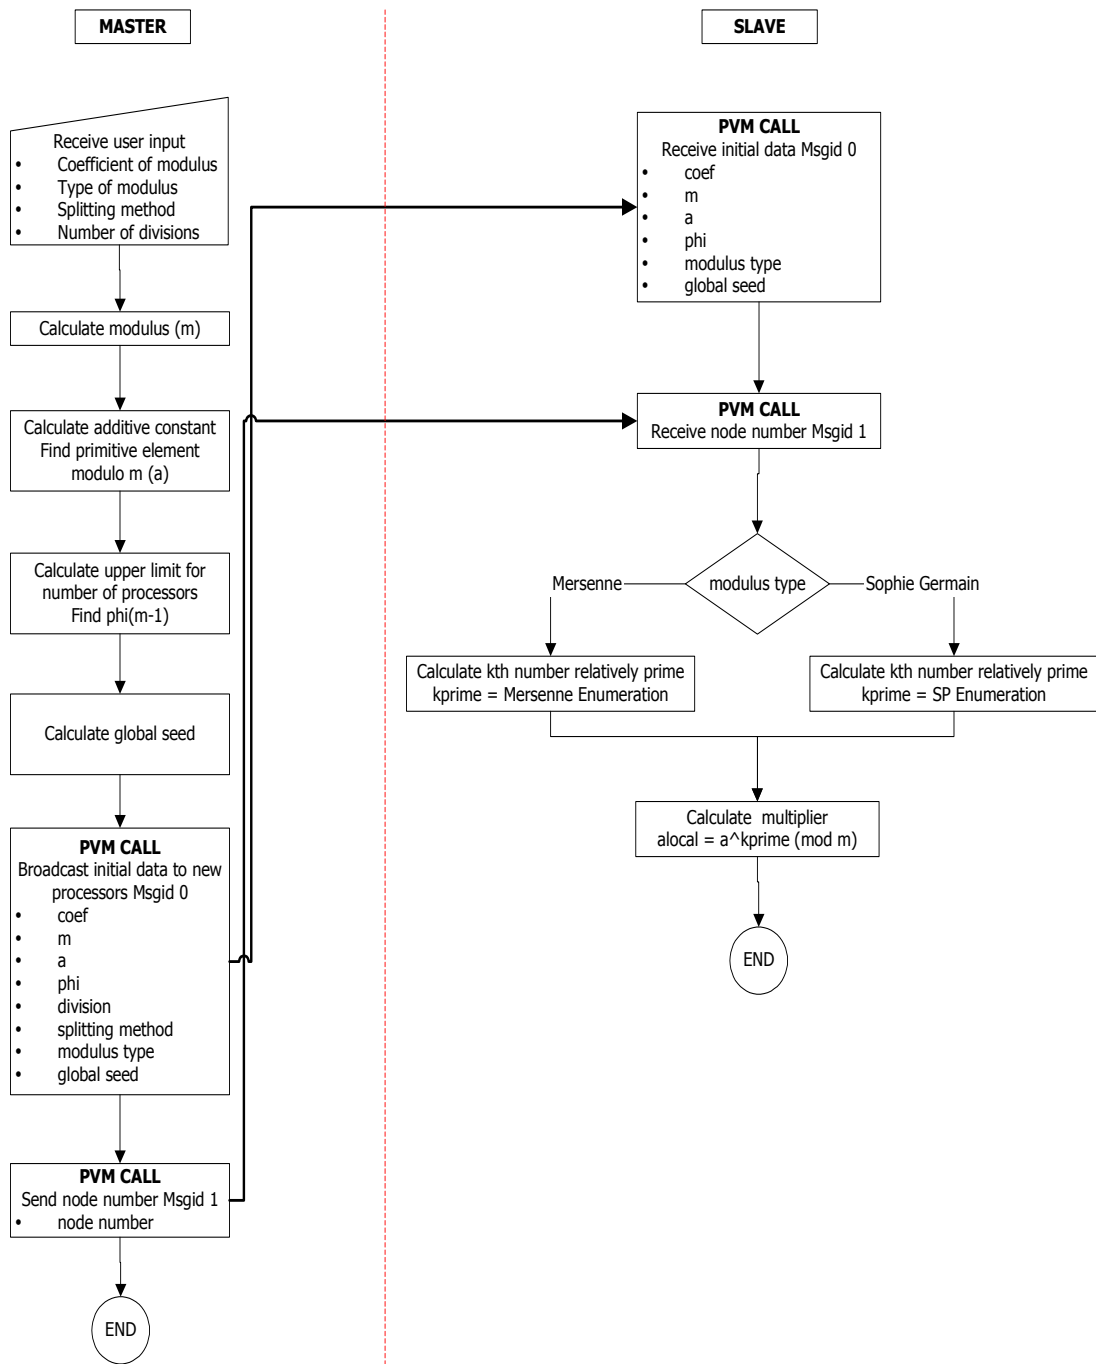 MASTER
Receive user input
• Coefficient of modulus
• Type of modulus
• Splitting method
• Number of divisions
Calculate modulus (m)
Calculate additive constant
Find primitive element
modulo m (a)
Calculate upper limit for
number of processors
Find phi(m-1)
Calculate global seed
PVM CALL
Broadcast initial data to new
processors Msgid 0
• coef
• m
• a
• phi
• division
• splitting method
• modulus type
• global seed
PVM CALL
Send node number Msgid 1
• node number
END
SLAVE
PVM CALL
Receive initial data Msgid 0
• coef
• m
• a
• phi
• modulus type
• global seed
PVM CALL
Receive node number Msgid 1
modulus type
Mersenne
Sophie Germain
Calculate kth number relatively prime
kprime = Mersenne Enumeration
Calculate kth number relatively prime
kprime = SP Enumeration
Calculate multiplier
alocal = a^kprime (mod m)
END